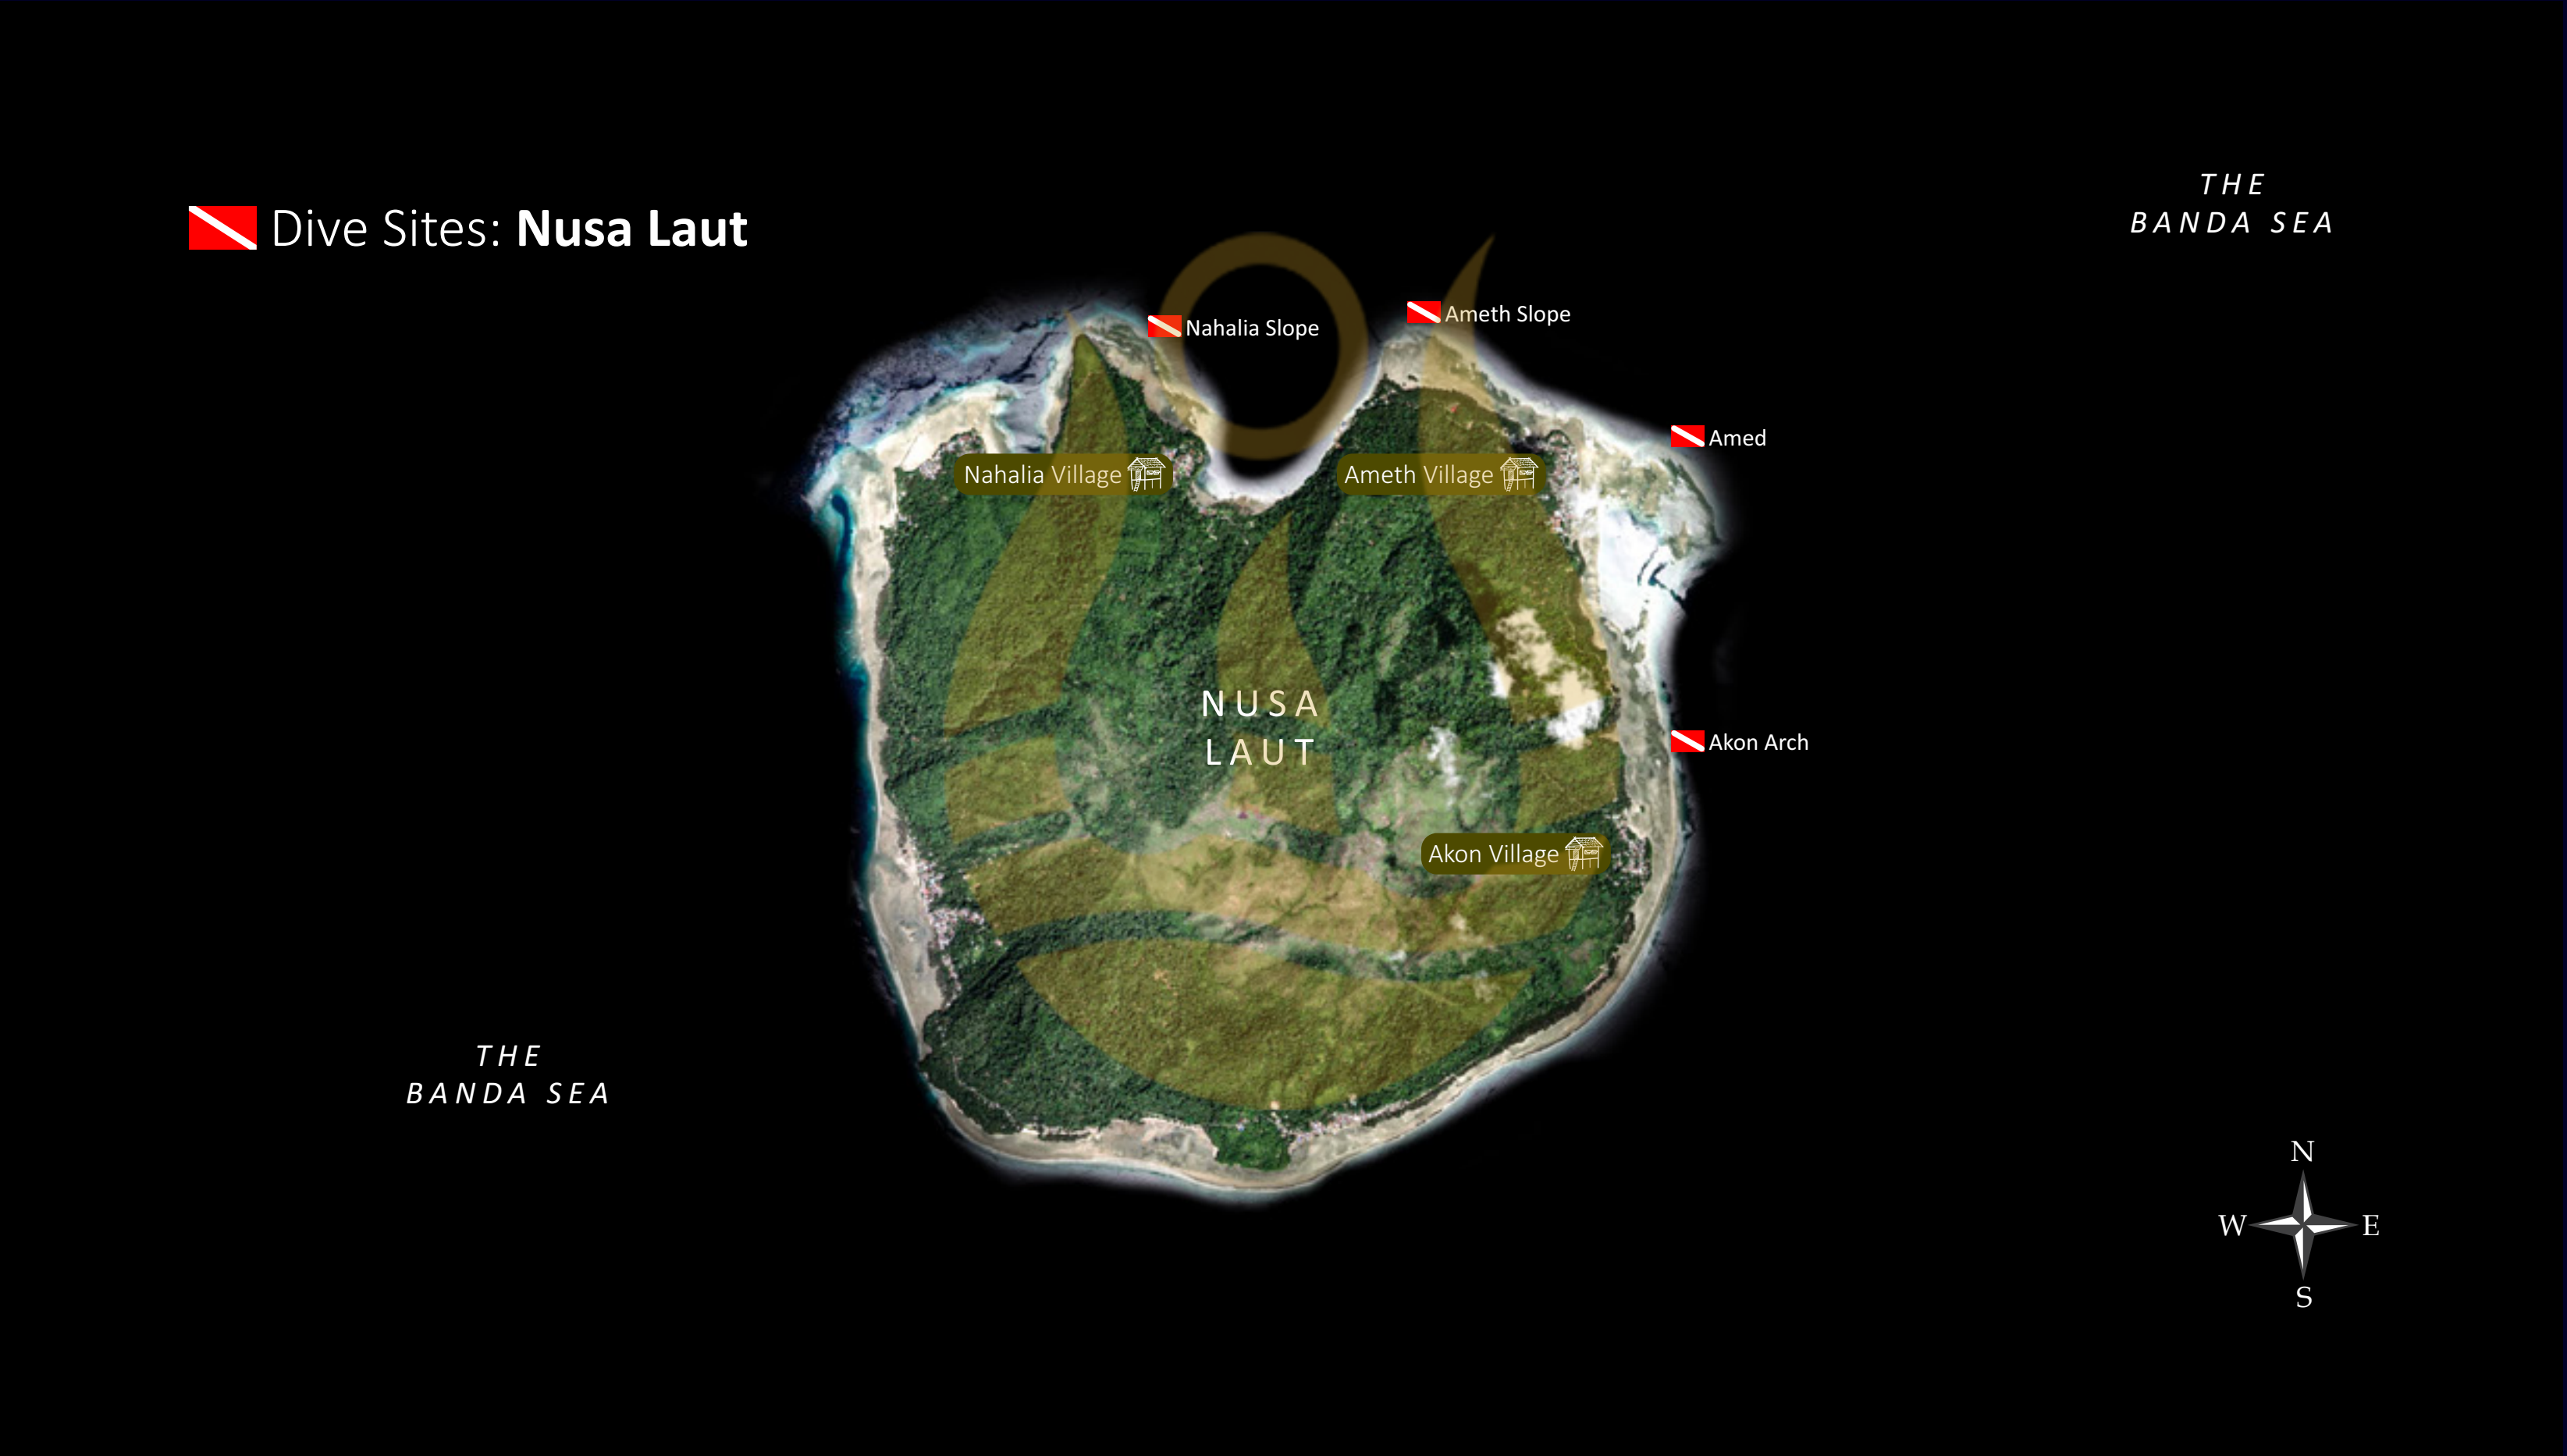 Dive Sites: Nusa Laut
THE
BANDA SEA
Nahalia Slope
Ameth Slope
Amed
Nahalia Village
Ameth Village
NUSA
LAUT
Akon Arch
Akon Village
THE
BANDA SEA
N
W
E
S